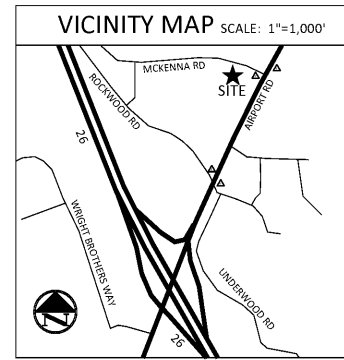 VICINITY MAP SCALE: 1"=1,000'
MCKENNA RD
SITE
ROCKWOOD RD
AIRPORT RD
26
WRIGHT BROTHERS WAY
UNDERWOOD RD
N
26